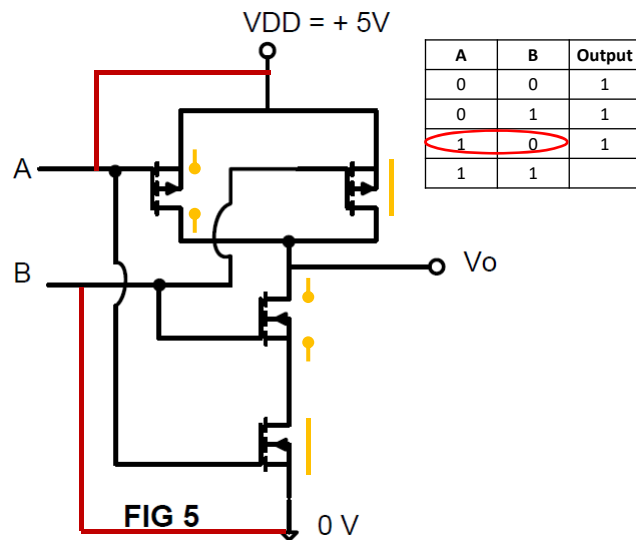 VDD = + 5V
A B Output
0 0 1
0 1 1
1 0 1
1 1
A
B
Vo
FIG 5
0 V